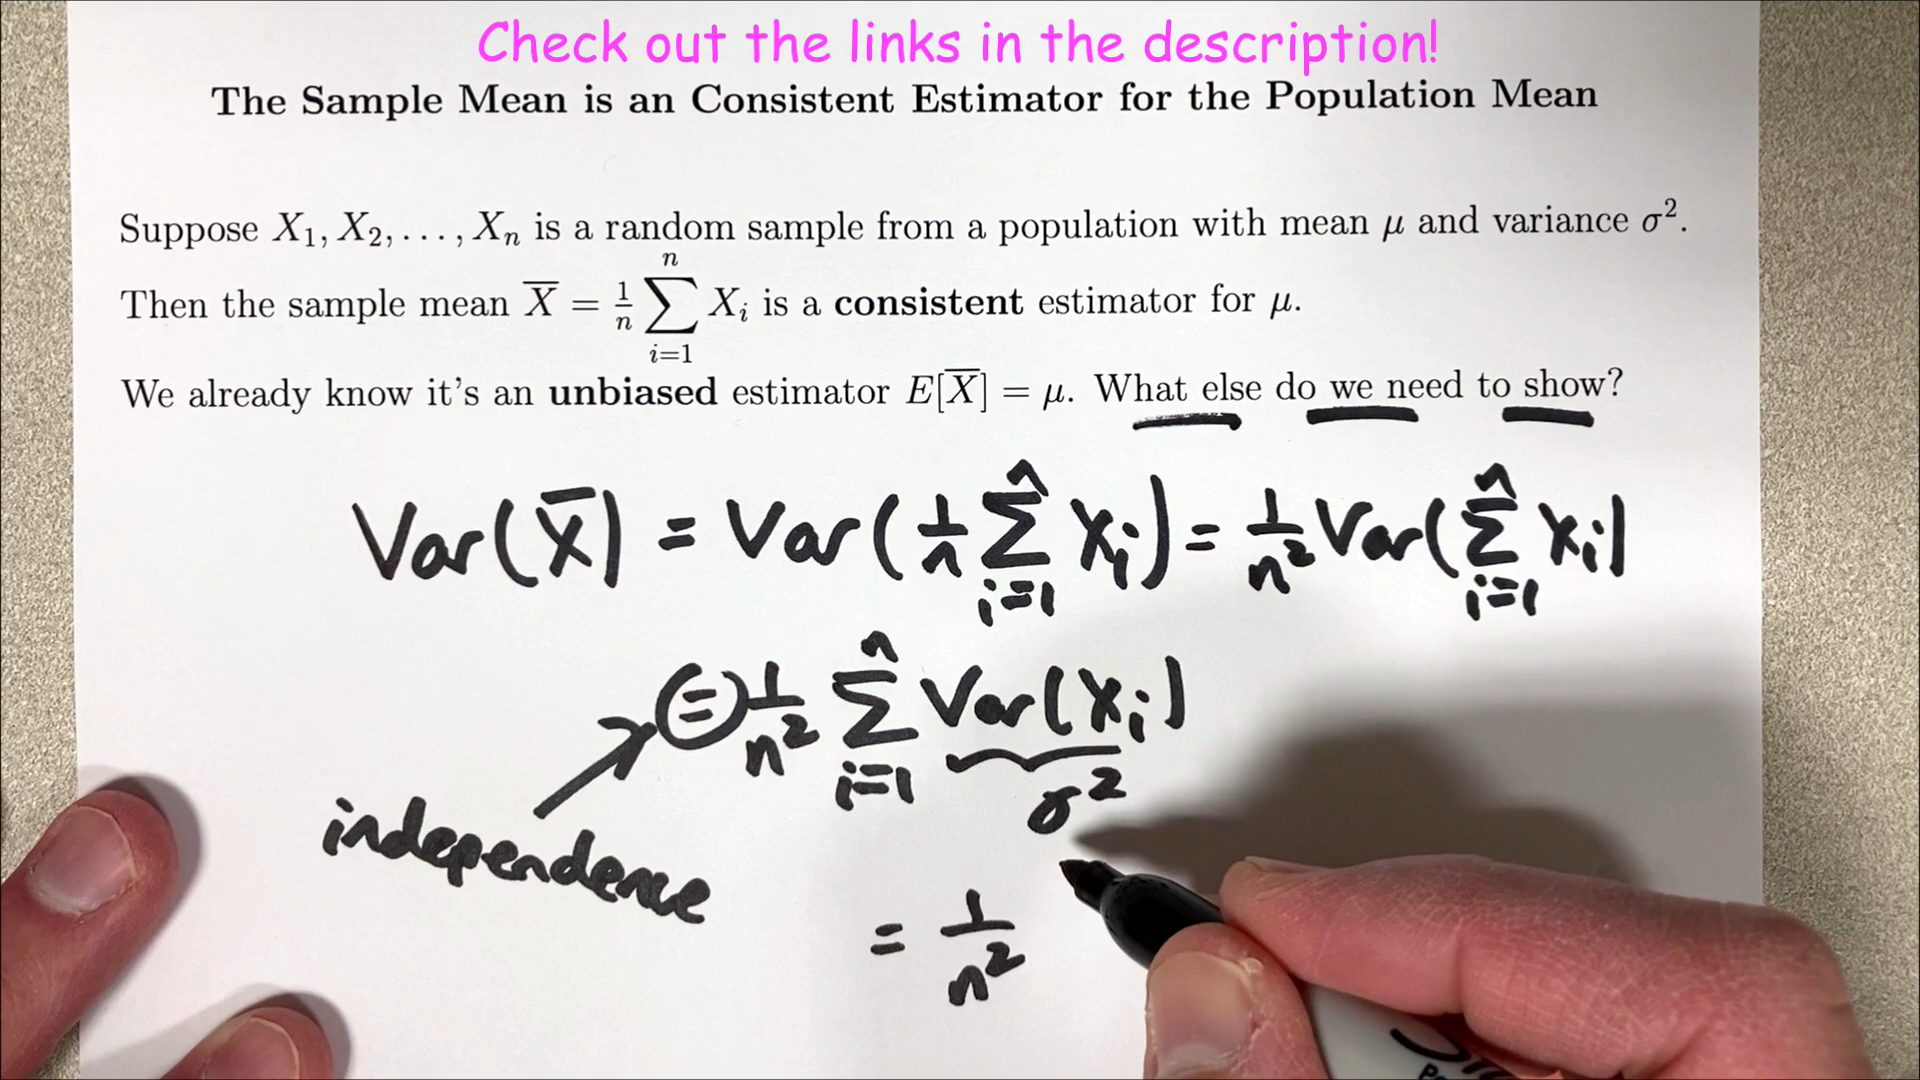 Check out the links in the description!
The Sample Mean is an Consistent Estimator for the Population Mean
Suppose X₁, X₂, . . . , Xₙ is a random sample from a population with mean μ and variance σ².
Then the sample mean X̅ = 1/n ∑ᵢ₌₁ⁿ Xᵢ is a consistent estimator for μ.
We already know it's an unbiased estimator E[X̅] = μ. What else do we need to show?
Var(X̅) = Var(1/n ∑ᵢ₌₁ⁿ Xᵢ) = 1/n² Var(∑ᵢ₌₁ⁿ Xᵢ)
= 1/n² ∑ᵢ₌₁ⁿ Var(Xᵢ)
σ²
independence
= 1/n²